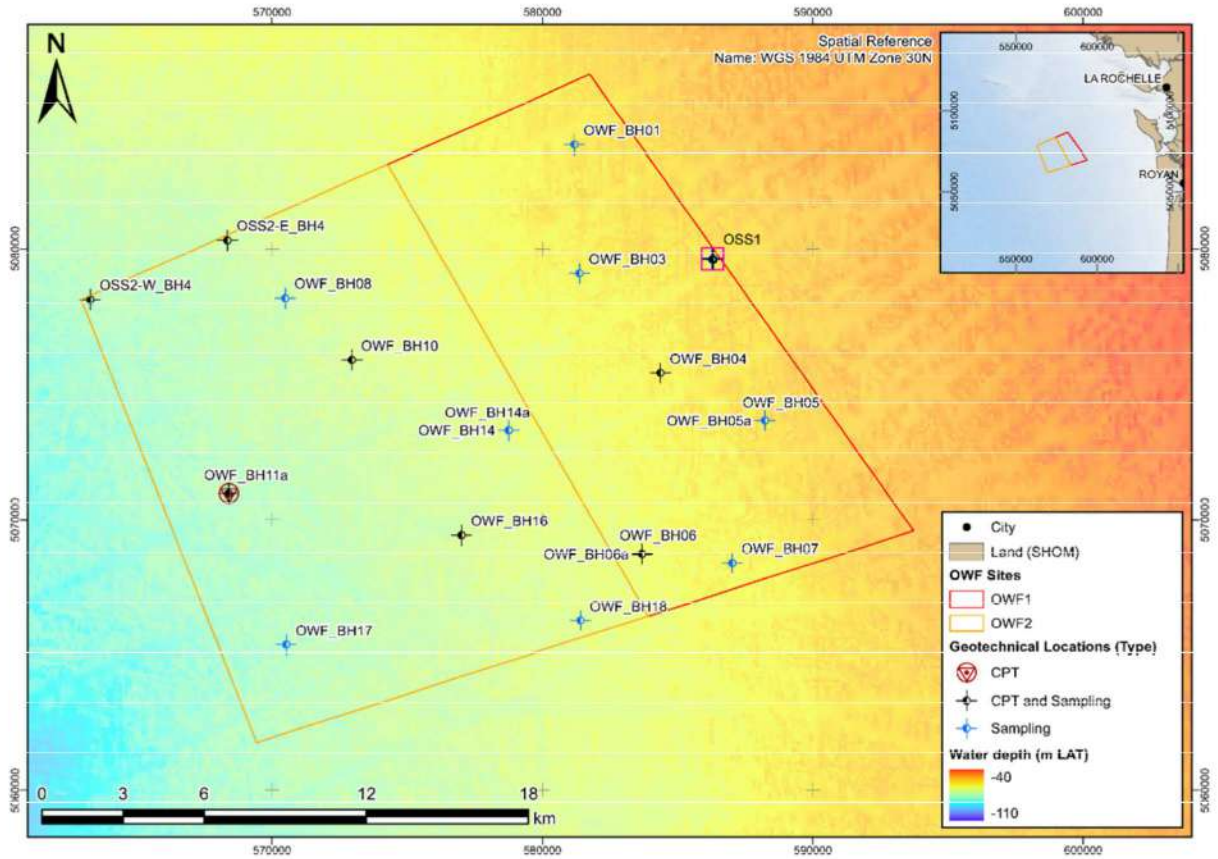 570000
580000
590000
600000
N
Spatial Reference
Name: WGS 1984 UTM Zone 30N
550000
600000
LA ROCHELLE
5100000
5100000
ROYAN
5050000
5050000
550000
600000
OWF_BH01
OSS2-E_BH4
OSS1
5080000
5080000
OWF_BH03
OSS2-W_BH4
OWF_BH08
OWF_BH10
OWF_BH04
OWF_BH14a
OWF_BH14
OWF_BH05
OWF_BH05a
OWF_BH11a
5070000
5070000
OWF_BH16
OWF_BH06
OWF_BH06a
OWF_BH07
OWF_BH18
OWF_BH17
City
Land (SHOM)
OWF Sites
OWF1
OWF2
Geotechnical Locations (Type)
CPT
CPT and Sampling
Sampling
Water depth (m LAT)
-40
-110
5060000
5060000
0 3 6 12 18
km
570000
580000
590000
600000